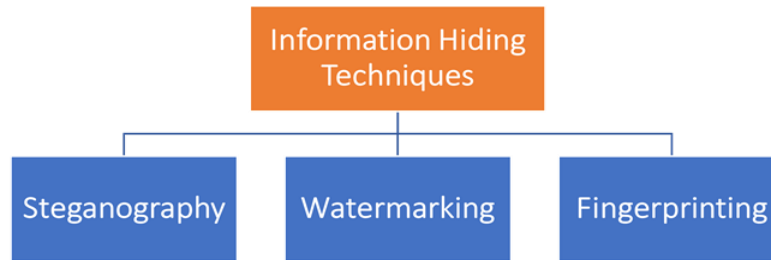 Information Hiding
Techniques
Steganography
Watermarking
Fingerprinting